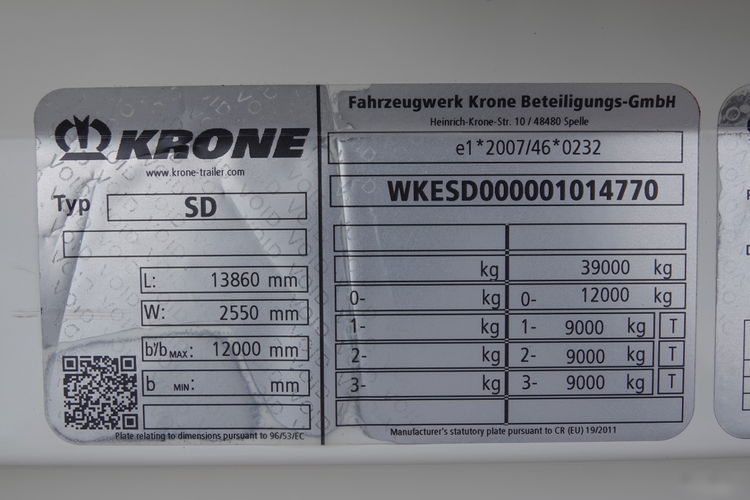 KRONE
www.krone-trailer.com
Typ SD
L: 13860 mm
W: 2550 mm
b'/b MAX: 12000 mm
b MIN: mm
Plate relating to dimensions pursuant to 96/53/EC
Fahrzeugwerk Krone Beteiligungs-GmbH
Heinrich-Krone-Str. 10 / 48480 Spelle
e1*2007/46*0232
WKESD000001014770
kg 39000 kg
0- kg 0- 12000 kg
1- kg 1- 9000 kg T
2- kg 2- 9000 kg T
3- kg 3- 9000 kg T
Manufacturer's statutory plate pursuant to CR (EU) 19/2011